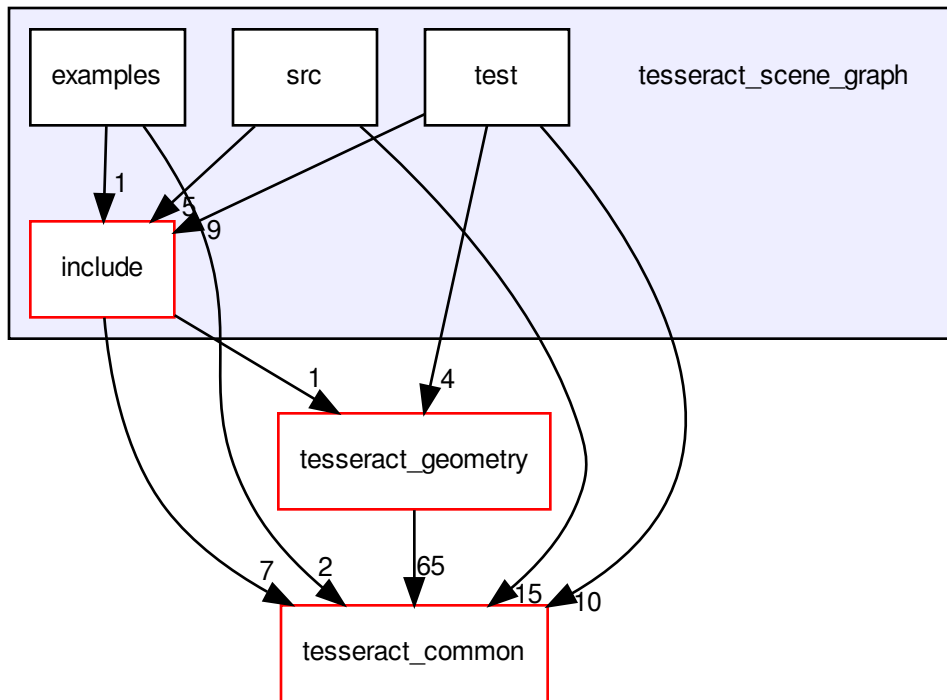 examples
src
test
tesseract_scene_graph
1
5
9
include
1
4
tesseract_geometry
7
2
65
15
10
tesseract_common